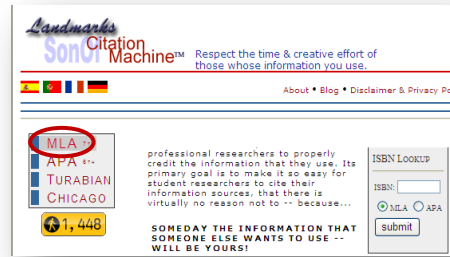 Landmarks
Son Of Citation Machine™
Respect the time & creative effort of
those whose information you use.
About • Blog • Disclaimer & Privacy Po
MLA
APA
TURABIAN
CHICAGO
1,448
professional researchers to properly
credit the information that they use. Its
primary goal is to make it so easy for
student researchers to cite their
information sources, that there is
virtually no reason not to -- because...
SOMEDAY THE INFORMATION THAT
SOMEONE ELSE WANTS TO USE --
WILL BE YOURS!
ISBN LOOKUP
ISBN:
MLA APA
submit